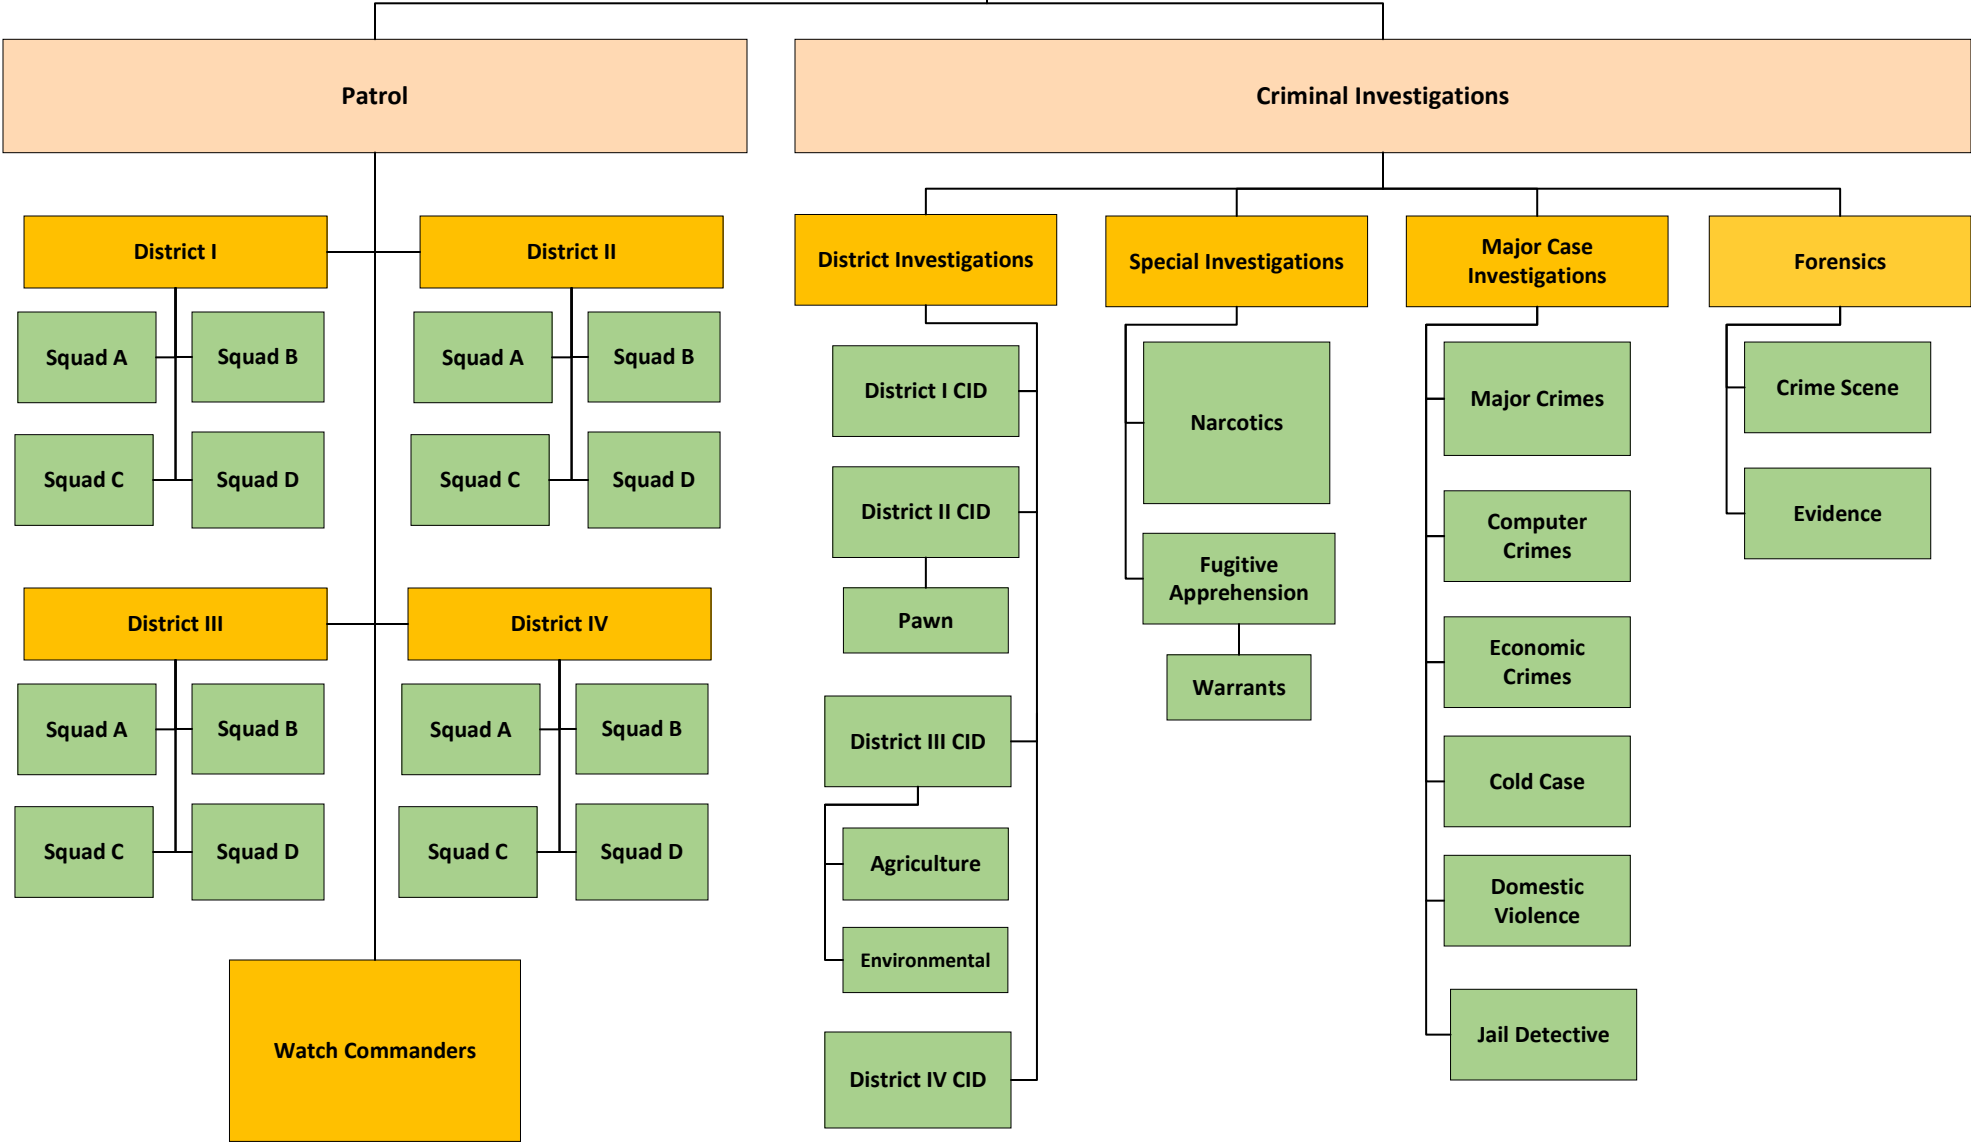 Patrol
Criminal Investigations
District I
District II
Squad A
Squad B
Squad A
Squad B
Squad C
Squad D
Squad C
Squad D
District III
District IV
Squad A
Squad B
Squad A
Squad B
Squad C
Squad D
Squad C
Squad D
Watch Commanders
District Investigations
District I CID
District II CID
Pawn
District III CID
Agriculture
Environmental
District IV CID
Special Investigations
Narcotics
Fugitive
Apprehension
Warrants
Major Case
Investigations
Major Crimes
Computer
Crimes
Economic
Crimes
Cold Case
Domestic
Violence
Jail Detective
Forensics
Crime Scene
Evidence